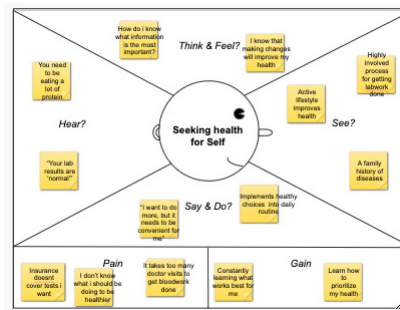 How do i know
what information
is the most
important?
Think & Feel?
I know that
making changes
will improve my
health
You need
to be
eating a
lot of
protein
Hear?
"Your lab
results are
'normal'"
Seeking health
for Self
Highly
involved
process for
getting
labwork
done
Active
lifestyle
improves
health
See?
A family
history of
diseases
Say & Do?
"I want to do
more, but it
needs to be
convenient for
me"
Implements healthy
choices into daily
routine
Pain
Insurance
doesnt
cover tests i
want
I don't know
what i should
be doing to be
healthier
It takes too many
doctor visits to
get bloodwork
done
Gain
Constantly
learning what
works best for
me
Learn how
to
prioritize
my health